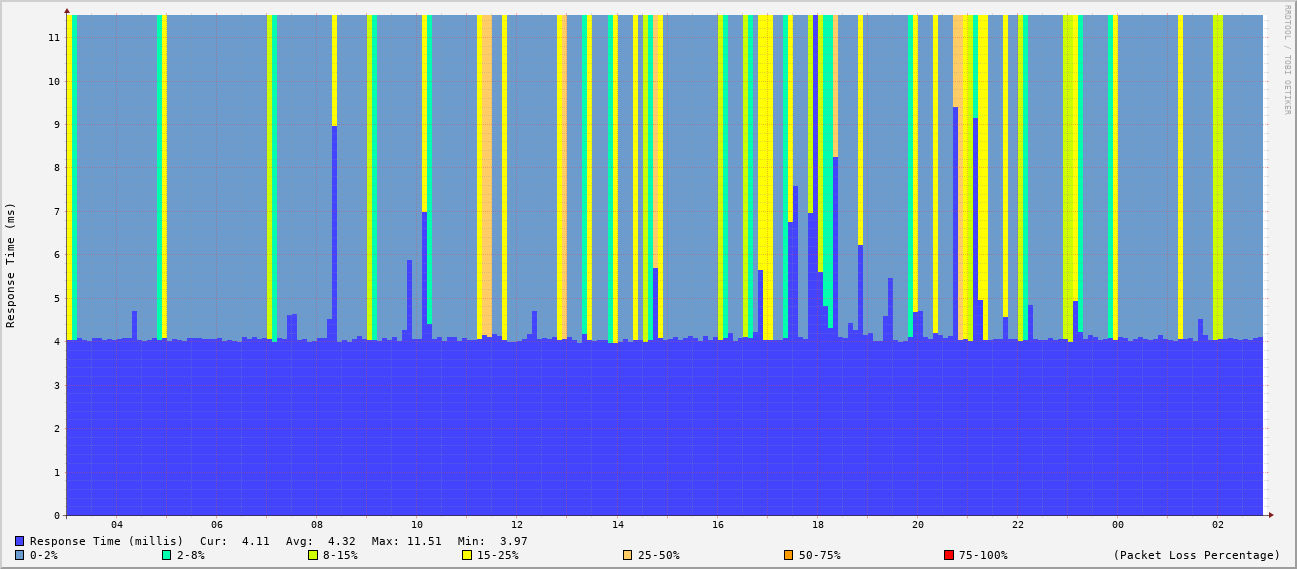 RRDTOOL / TOBI OETIKER
Response Time (ms)
11
10
9
8
7
6
5
4
3
2
1
0
04 06 08 10 12 14 16 18 20 22 00 02
Response Time (millis) Cur: 4.11 Avg: 4.32 Max: 11.51 Min: 3.97
0-2% 2-8% 8-15% 15-25% 25-50% 50-75% 75-100% (Packet Loss Percentage)